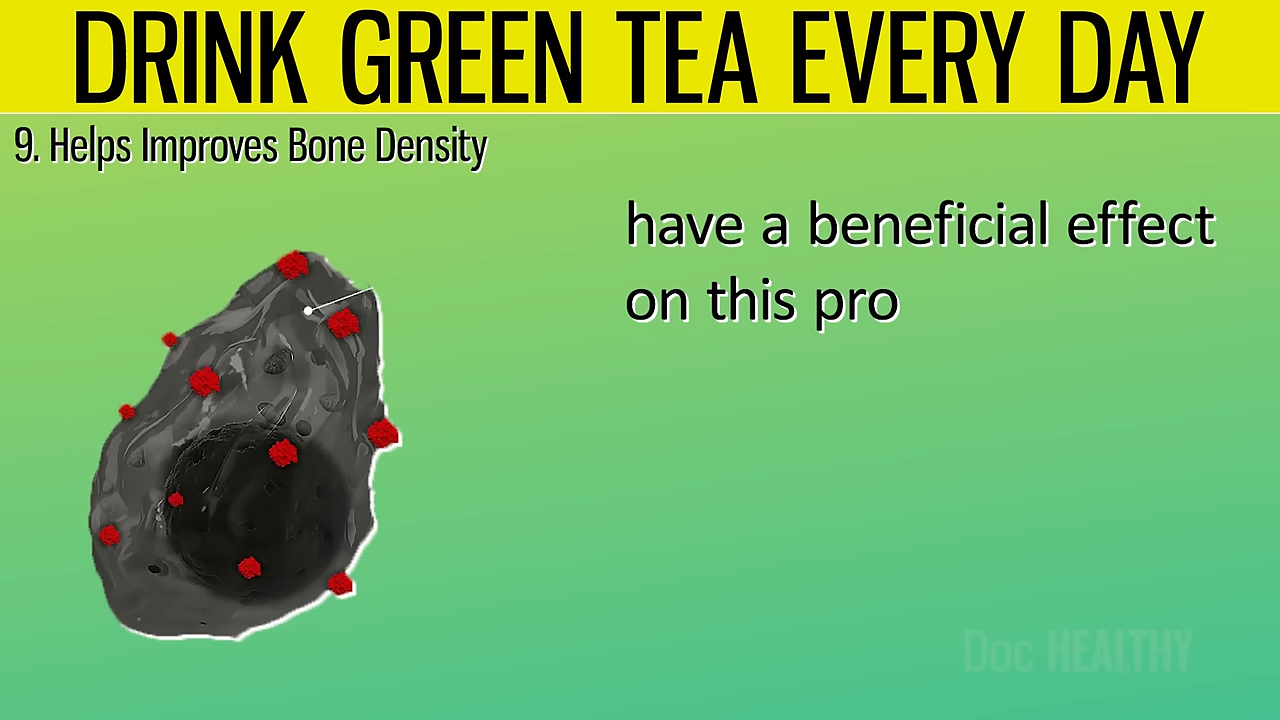 DRINK GREEN TEA EVERY DAY
9. Helps Improves Bone Density
have a beneficial effect
on this pro
Doc HEALTHY